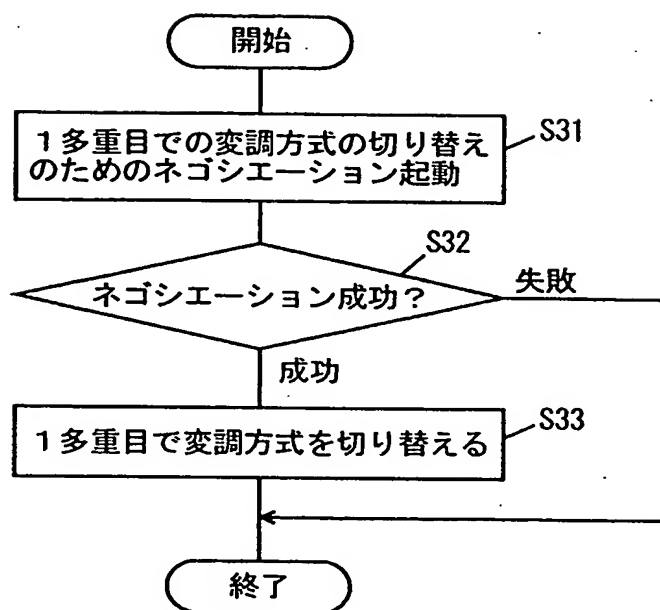 開始
1多重目での変調方式の切り替え
のためのネゴシエーション起動
S31
S32
ネゴシエーション成功?
失敗
成功
1多重目で変調方式を切り替える
S33
終了